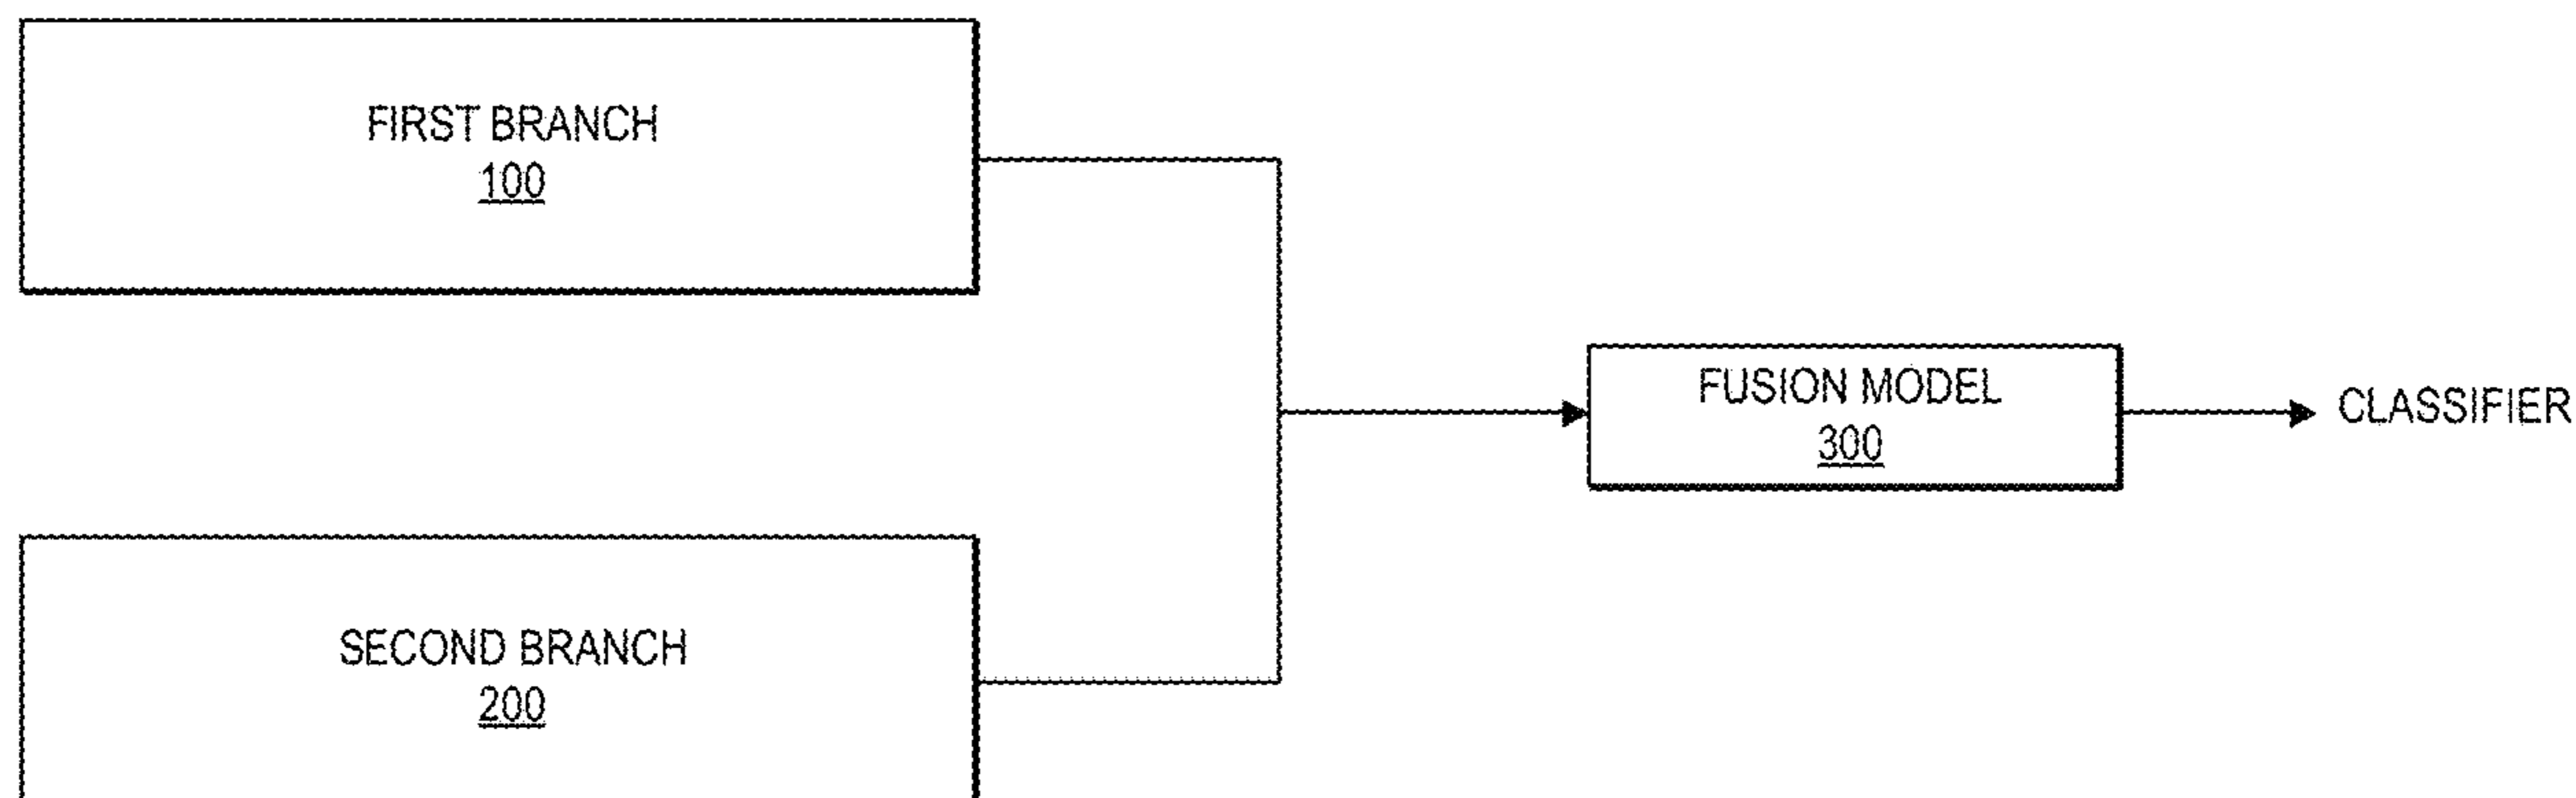 FIRST BRANCH
100
FUSION MODEL
300
CLASSIFIER
SECOND BRANCH
200